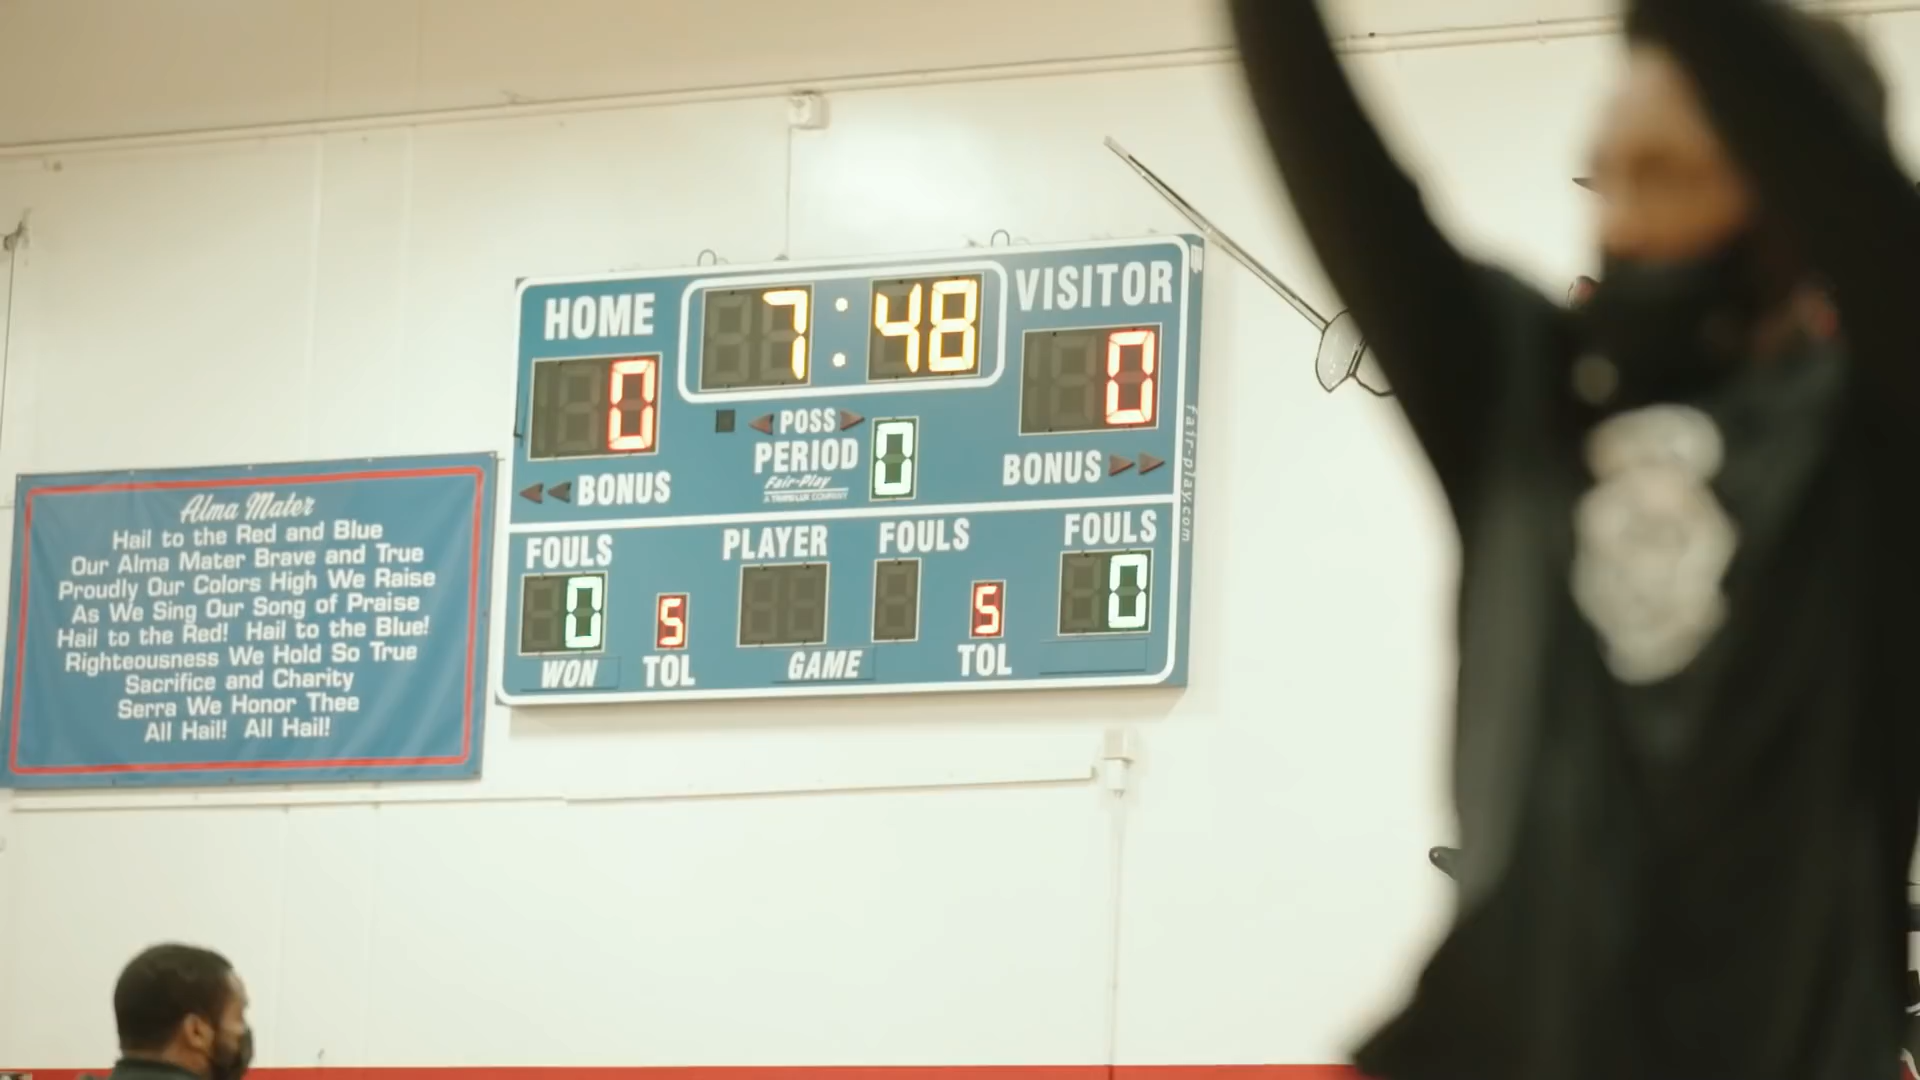 Alma Mater
Hail to the Red and Blue
Our Alma Mater Brave and True
Proudly Our Colors High We Raise
As We Sing Our Song of Praise
Hail to the Red! Hail to the Blue!
Righteousness We Hold So True
Sacrifice and Charity
Serra We Honor Thee
All Hail! All Hail!
HOME 7:48 VISITOR
0 0
POSS
PERIOD 0
Fair-Play
A TRANS-LUX COMPANY
BONUS BONUS
fair-play.com
FOULS PLAYER FOULS FOULS
0 5 5 0
WON TOL GAME TOL